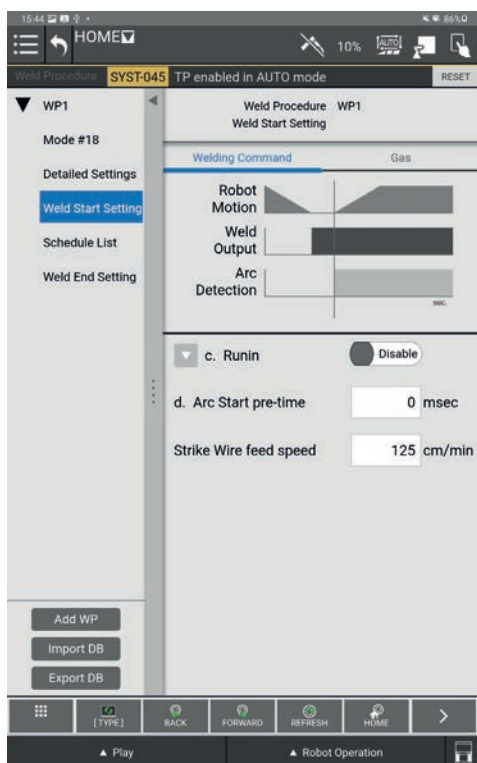 15:44 86%
HOME
10% AUTO
Weld Procedure SYST-045 TP enabled in AUTO mode RESET
WP1
Mode #18
Detailed Settings
Weld Start Setting
Schedule List
Weld End Setting
Add WP
Import DB
Export DB
Weld Procedure WP1
Weld Start Setting
Welding Command Gas
Robot
Motion
Weld
Output
Arc
Detection
sec.
c. Runin Disable
d. Arc Start pre-time 0 msec
Strike Wire feed speed 125 cm/min
[TYPE] BACK FORWARD REFRESH HOME >
▲ Play ▲ Robot Operation